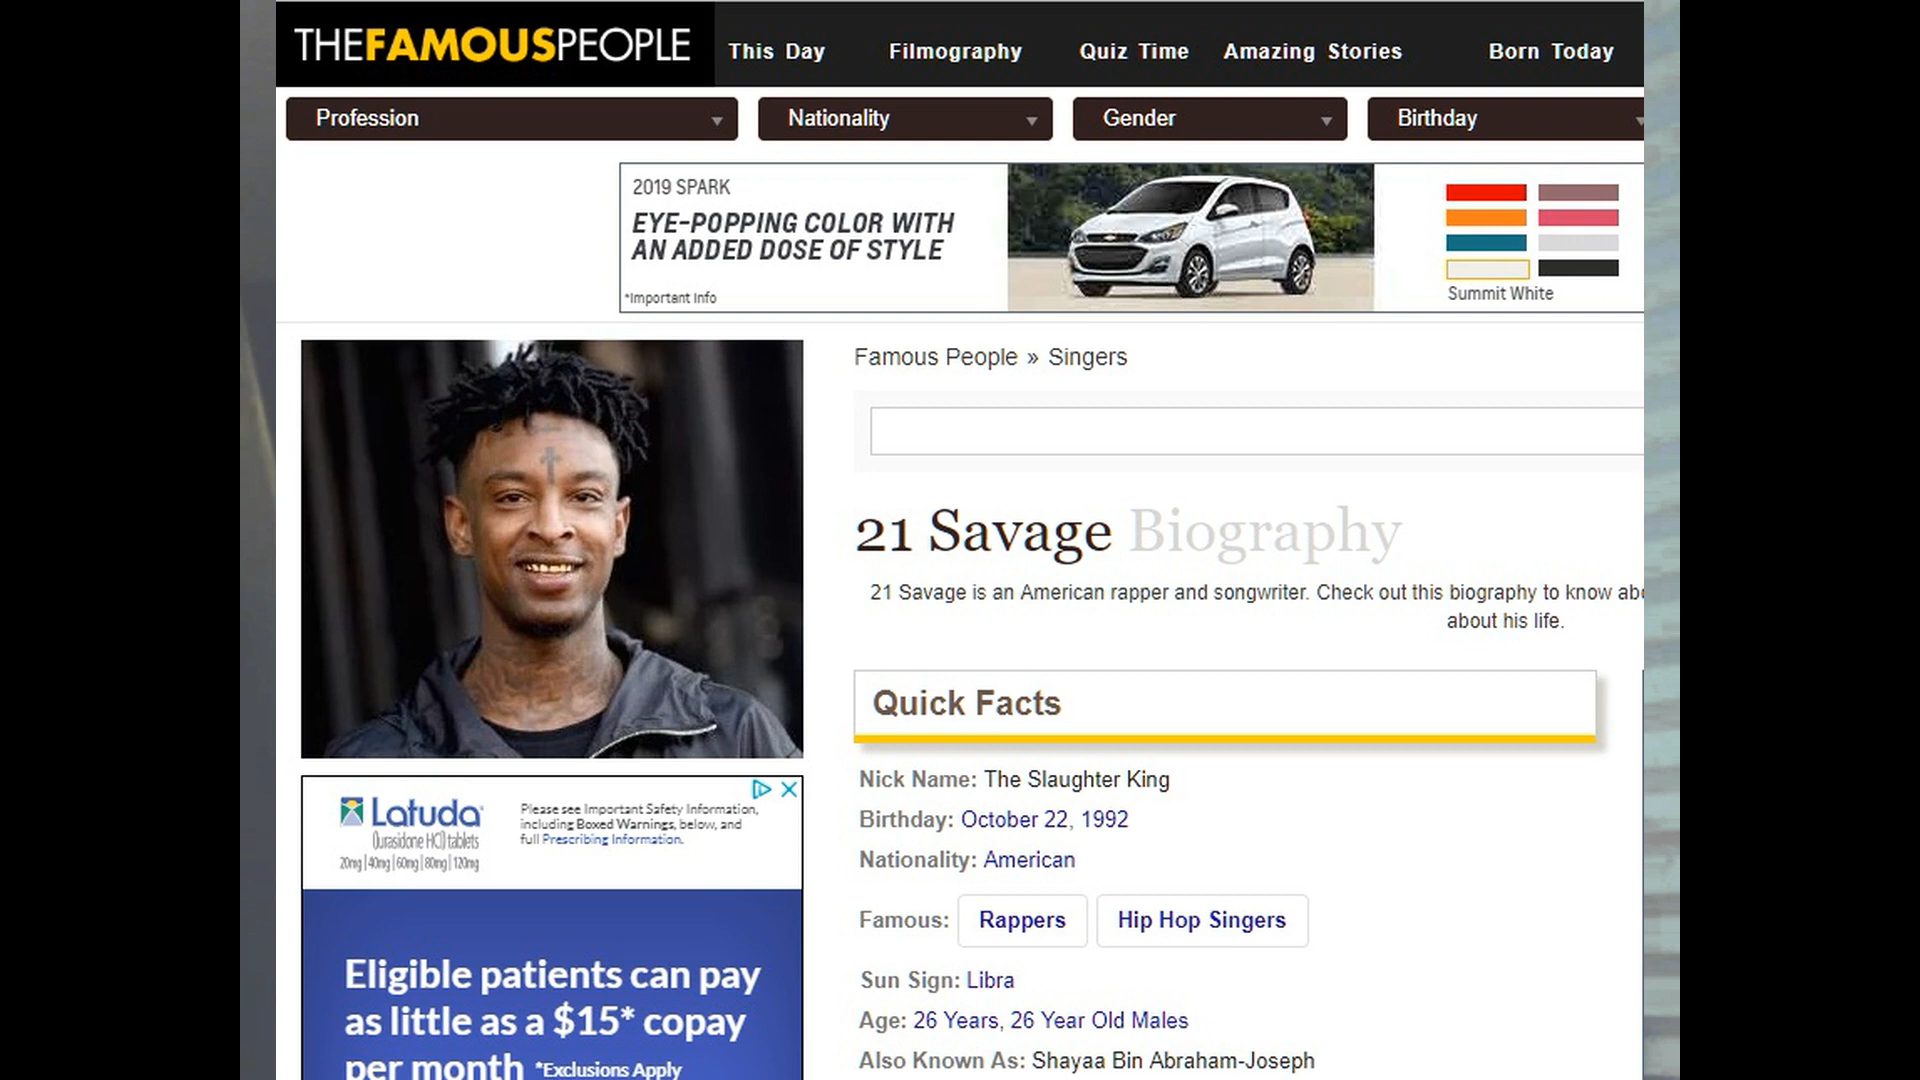 THEFAMOUSPEOPLE
This Day Filmography Quiz Time Amazing Stories Born Today
Profession Nationality Gender Birthday
2019 SPARK
EYE-POPPING COLOR WITH
AN ADDED DOSE OF STYLE
*Important Info
Summit White
Famous People » Singers
21 Savage Biography
21 Savage is an American rapper and songwriter. Check out this biography to know
about his life.
Quick Facts
Nick Name: The Slaughter King
Birthday: October 22, 1992
Nationality: American
Famous: Rappers Hip Hop Singers
Sun Sign: Libra
Age: 26 Years, 26 Year Old Males
Also Known As: Shayaa Bin Abraham-Joseph
Latuda
(lurasidone HCl) tablets
20mg|40mg|60mg|80mg|120mg
Please see Important Safety Information,
including Boxed Warnings, below, and
full Prescribing Information.
Eligible patients can pay
as little as a $15* copay
per month *Exclusions Apply